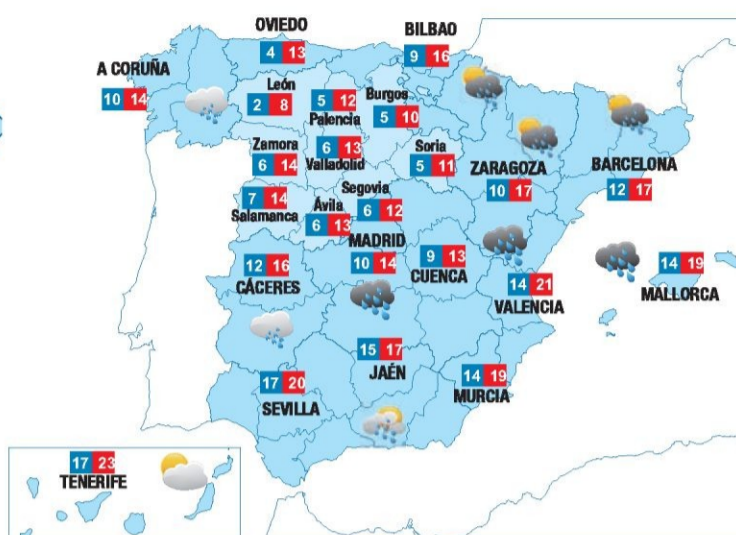 OVIEDO
4 13
BILBAO
9 16
A CORUÑA
10 14
León
2 8
5 12
Palencia
Burgos
5 10
Zamora
6 14
6 13
Valladolid
Soria
5 11
ZARAGOZA
10 17
BARCELONA
12 17
7 14
Salamanca
Ávila
6 13
Segovia
6 12
MADRID
10 14
9 13
CUENCA
12 16
CÁCERES
14 21
VALENCIA
14 19
MALLORCA
15 17
JAÉN
14 19
MURCIA
17 20
SEVILLA
17 23
TENERIFE